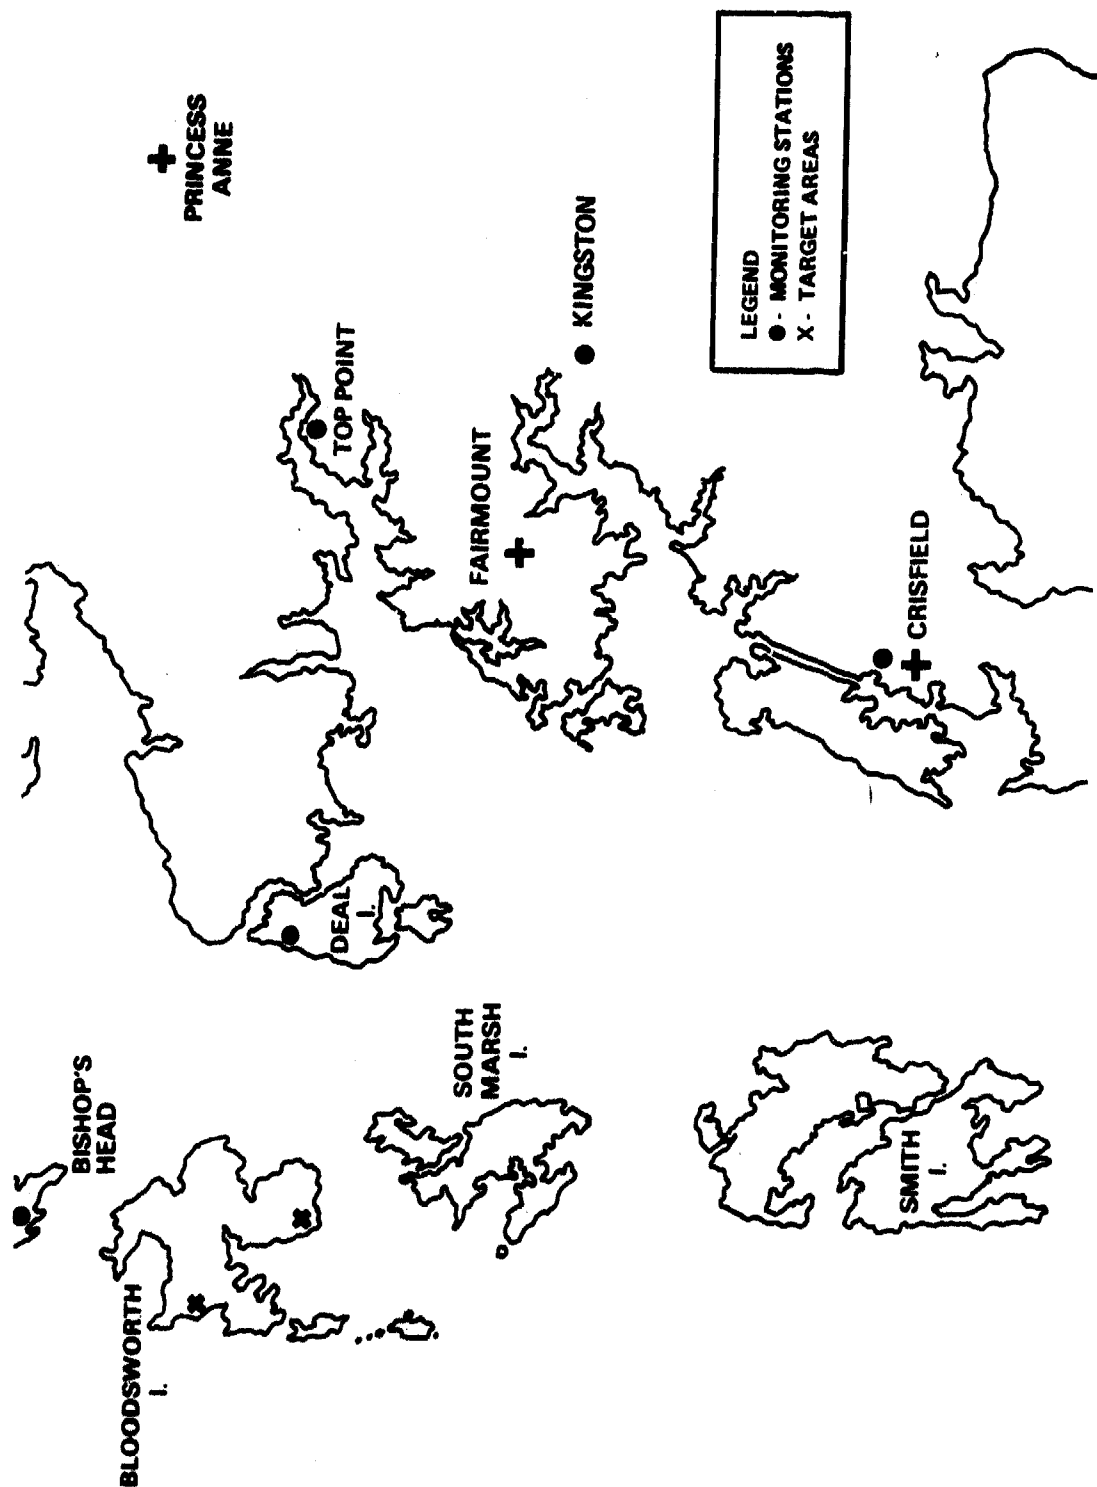 BISHOP'S
HEAD
BLOODSWORTH
I.
DEAL
I.
SOUTH
MARSH
I.
SMITH
I.
PRINCESS
ANNE
TOP POINT
FAIRMOUNT
KINGSTON
CRISFIELD
LEGEND
● - MONITORING STATIONS
X - TARGET AREAS